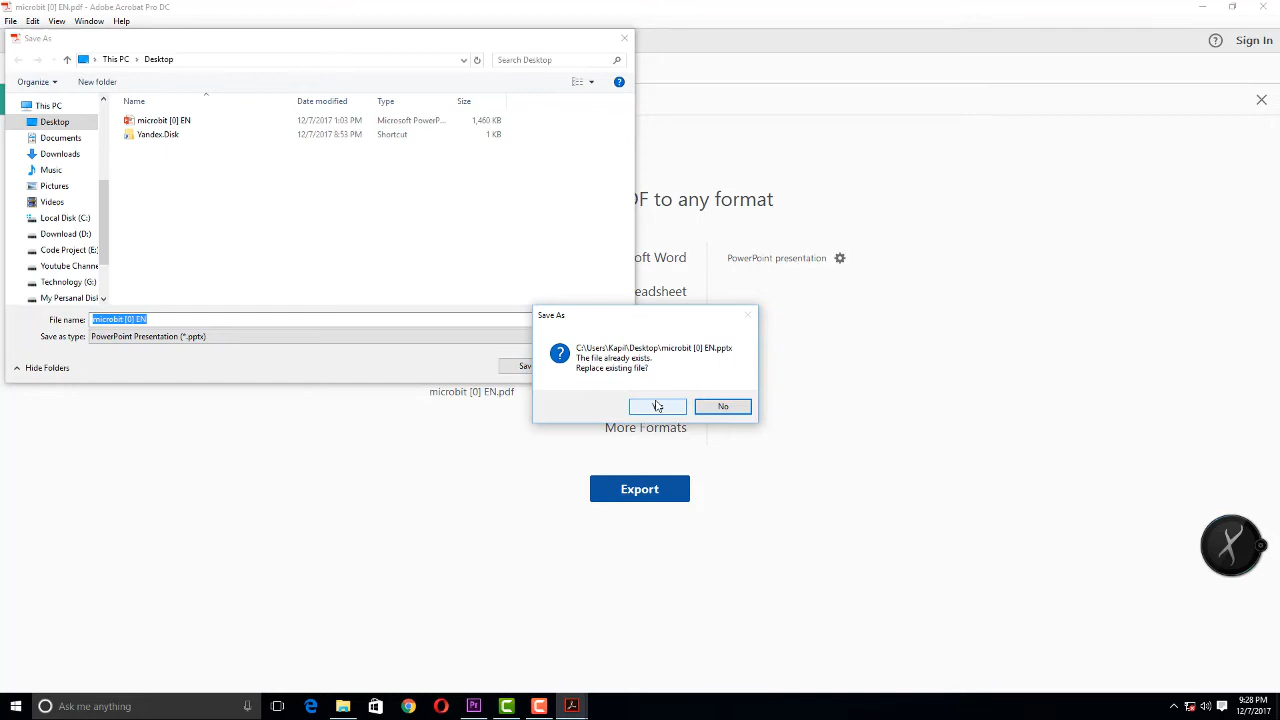 microbit [0] EN.pdf - Adobe Acrobat Pro DC
File Edit View Window Help
Save As
Sign In
This PC Desktop
Search Desktop
Organize New folder
This PC
Desktop
Documents
Downloads
Music
Pictures
Videos
Local Disk (C:)
Download (D:)
Code Project (E:
Youtube Channe
Technology (G:)
My Personal Disk
Name Date modified Type Size
microbit [0] EN 12/7/2017 1:03 PM Microsoft PowerP... 1,460 KB
Yandex.Disk 12/7/2017 8:53 PM Shortcut 1 KB
File name: microbit [0] EN
Save as type: PowerPoint Presentation (*.pptx)
Hide Folders
Sav
DF to any format
oft Word
PowerPoint presentation
eadsheet
Save As
C:\Users\Kapil\Desktop\microbit [0] EN.pptx
The file already exists.
Replace existing file?
No
microbit [0] EN.pdf
More Formats
Export
Ask me anything
Pr
9:28 PM
12/7/2017